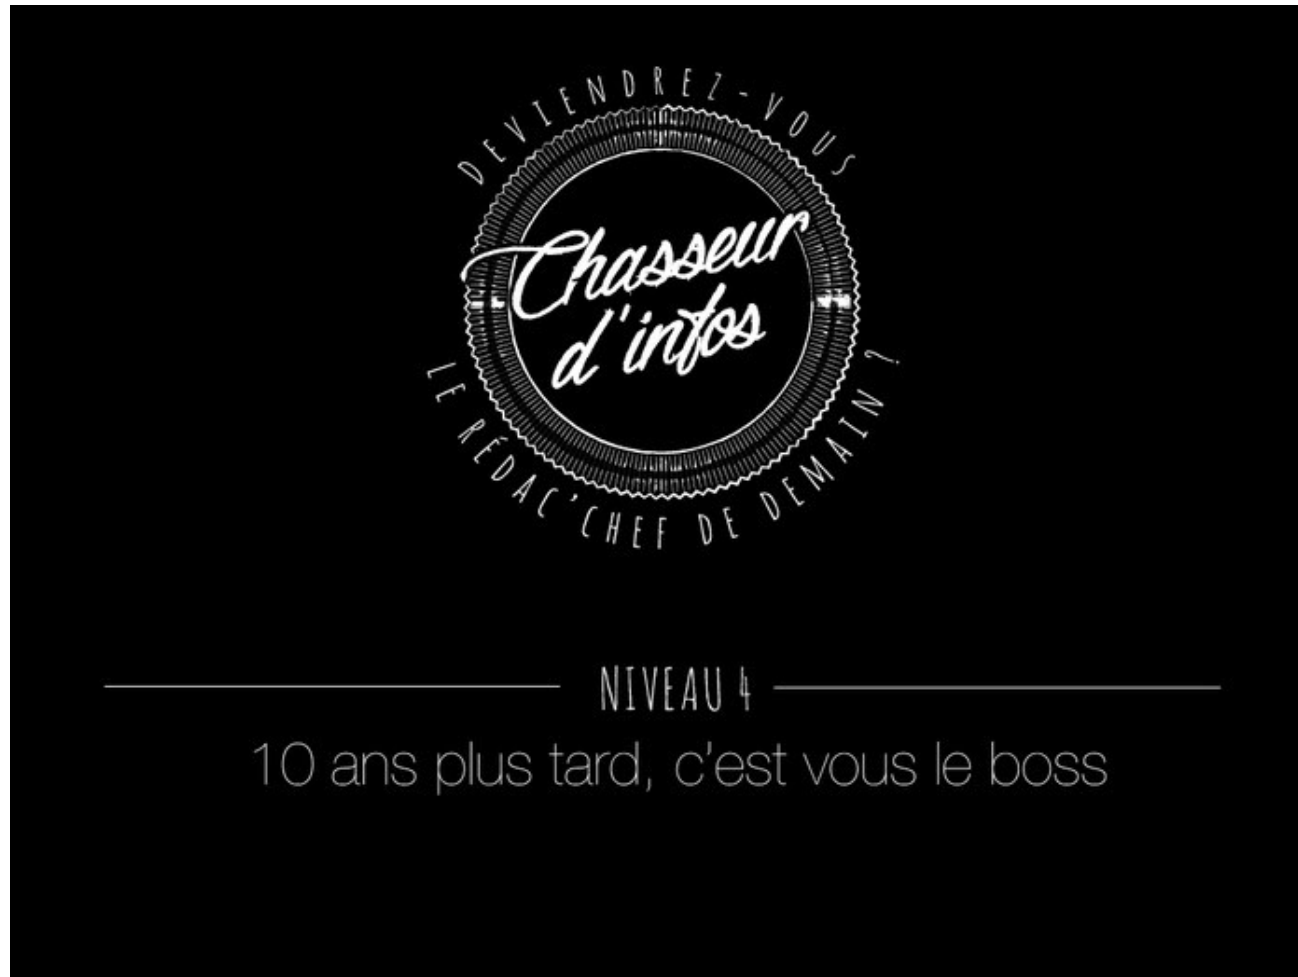 DEVIENDREZ-VOUS
Chasseur
d'infos
LE RÉDAC'CHEF DE DEMAIN ?
NIVEAU 4
10 ans plus tard, c'est vous le boss